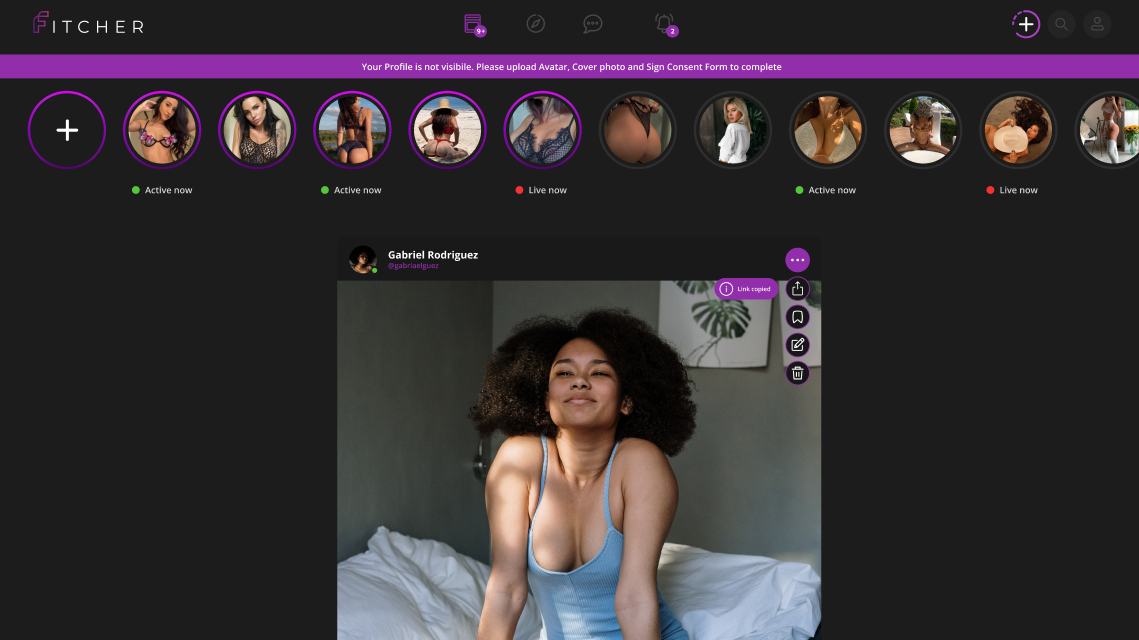 FITCHER
9+
2
Your Profile is not visibile. Please upload Avatar, Cover photo and Sign Consent Form to complete
Active now
Active now
Live now
Active now
Live now
Gabriel Rodriguez
@gabriaelguez
Link copied